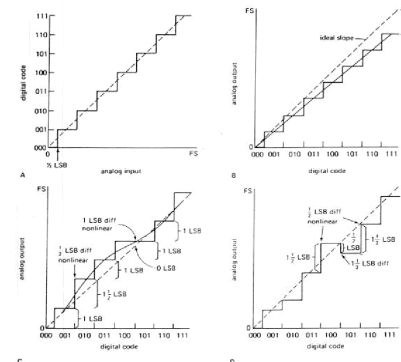 111
110
101
100
011
010
001
000
digital code
0
FS
½ LSB
analog input
A
FS
ideal slope
analog output
000 001 010 011 100 101 110 111
digital code
B
FS
1 LSB diff
nonlinear
1 LSB
½ LSB diff
nonlinear
0 LSB
1 LSB
1½ LSB
1 LSB
analog output
0
000 001 010 011 100 101 110 111
digital code
FS
½ LSB diff
nonlinear
1½ LSB
1½ LSB
1½ LSB diff
analog output
0
000 001 010 011 100 101 110 111
digital code